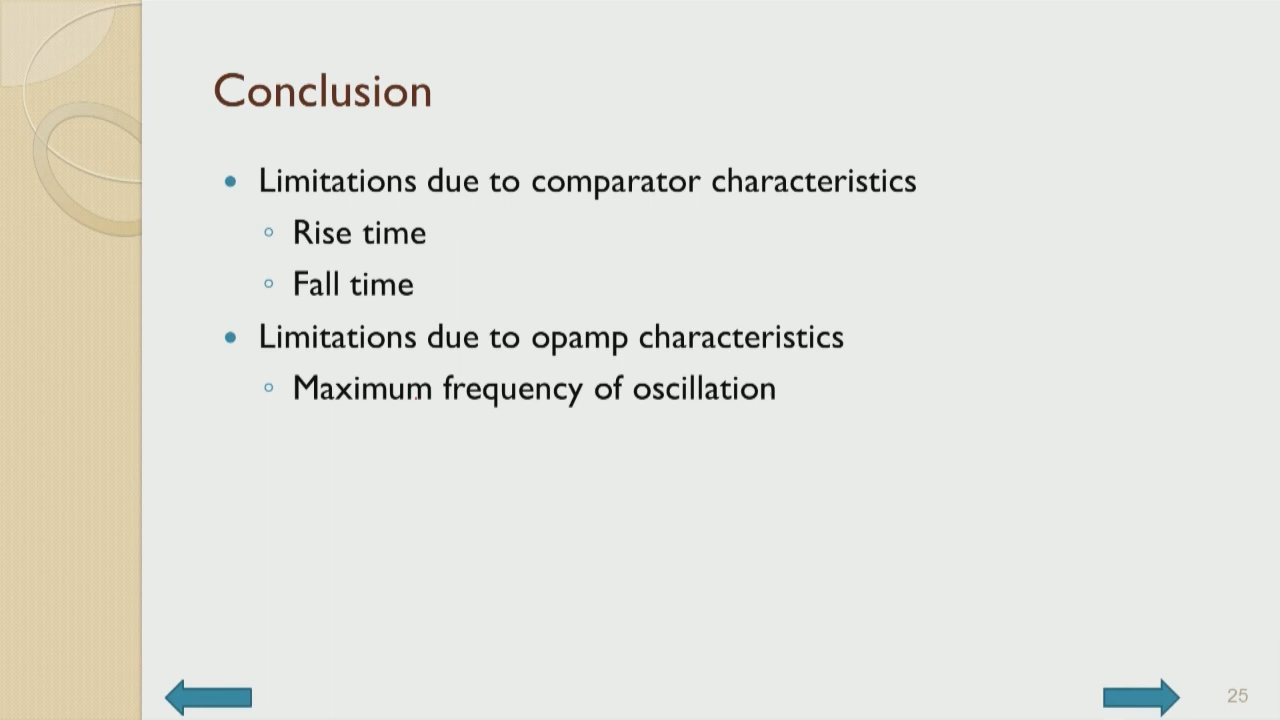 Conclusion
Limitations due to comparator characteristics
Rise time
Fall time
Limitations due to opamp characteristics
Maximum frequency of oscillation
25